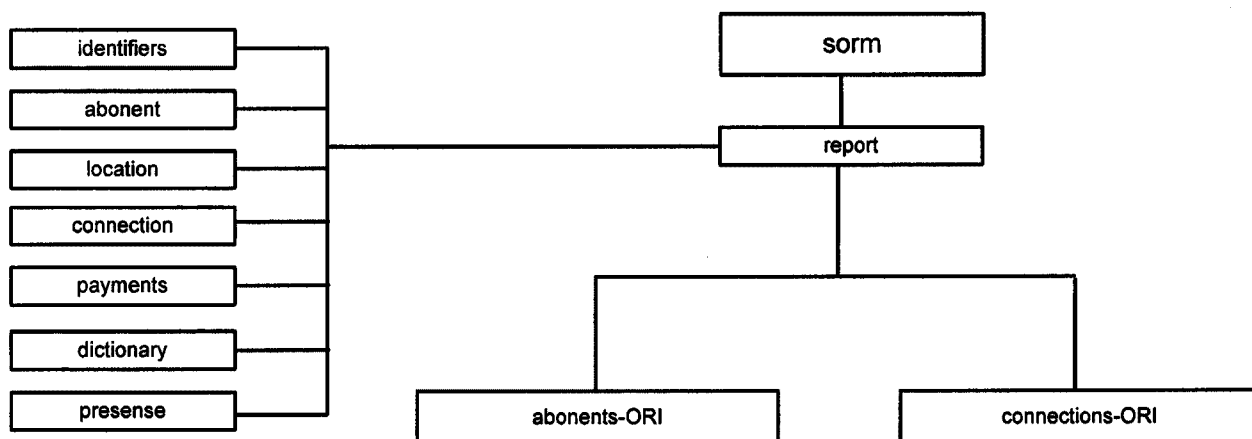 sorm
report
identifiers
abonent
location
connection
payments
dictionary
presense
abonents-ORI
connections-ORI